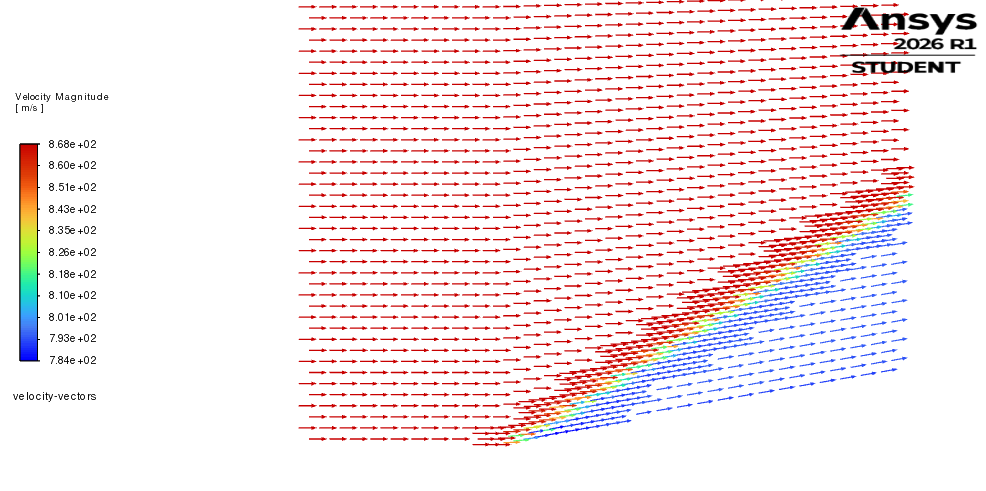 Ansys
2026 R1
STUDENT
Velocity Magnitude
[ m/s ]
8.68e +02
8.60e +02
8.51e +02
8.43e +02
8.35e +02
8.26e +02
8.18e +02
8.10e +02
8.01e +02
7.93e +02
7.84e +02
velocity-vectors